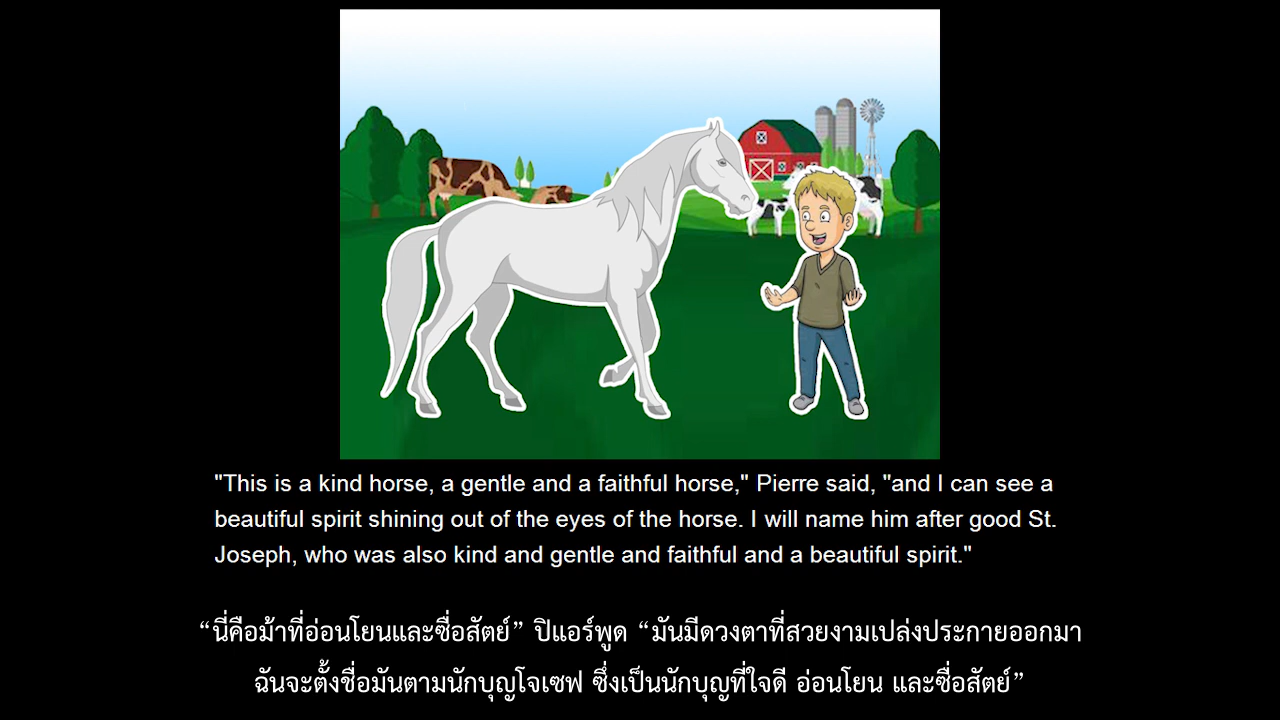 "This is a kind horse, a gentle and a faithful horse," Pierre said, "and I can see a
beautiful spirit shining out of the eyes of the horse. I will name him after good St.
Joseph, who was also kind and gentle and faithful and a beautiful spirit."
“นี่คือม้าที่อ่อนโยนและซื่อสัตย์” ปิแอร์พูด “มันมีดวงตาที่สวยงามเปล่งประกายออกมา
ฉันจะตั้งชื่อมันตามนักบุญโจเซฟ ซึ่งเป็นนักบุญที่ใจดี อ่อนโยน และซื่อสัตย์”